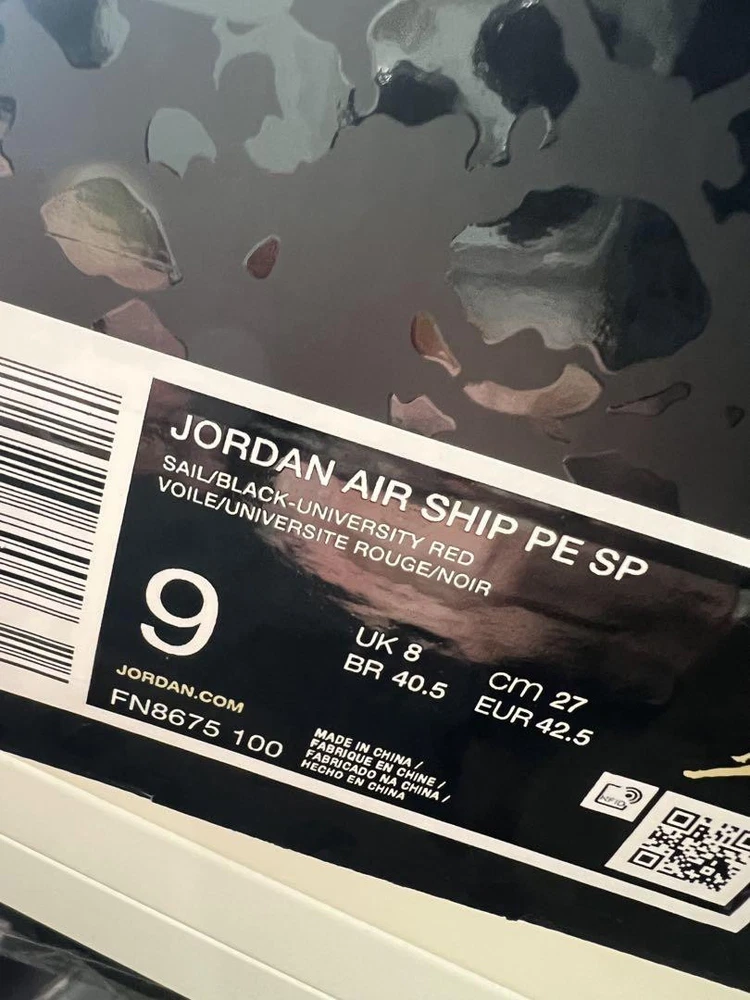 JORDAN AIR SHIP PE SP
SAIL/BLACK-UNIVERSITY RED
VOILE/UNIVERSITE ROUGE/NOIR
9
UK 8
BR 40.5
CM 27
EUR 42.5
JORDAN.COM
FN8675 100
MADE IN CHINA /
FABRIQUE EN CHINE /
FABRICADO NA CHINA /
HECHO EN CHINA